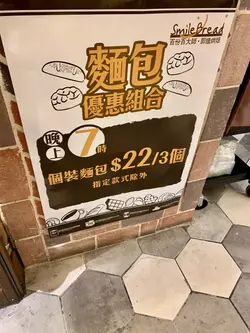 Smile Bread
百份百大師·即燒烘焙
麵包
優惠組合
晚上7時
個裝麵包 $22/3個
指定款式除外